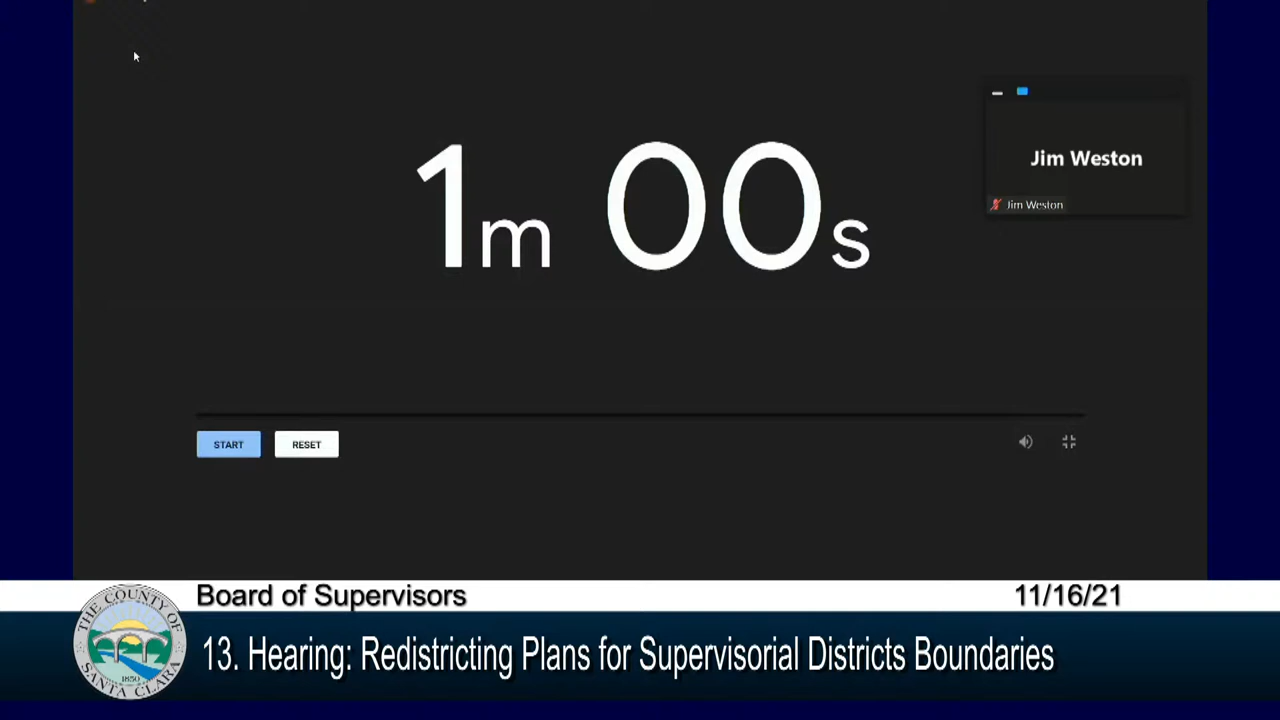 1m 00s
Jim Weston
Jim Weston
START RESET
Board of Supervisors 11/16/21
13. Hearing: Redistricting Plans for Supervisorial Districts Boundaries
THE COUNTY OF
SANTA CLARA
1850